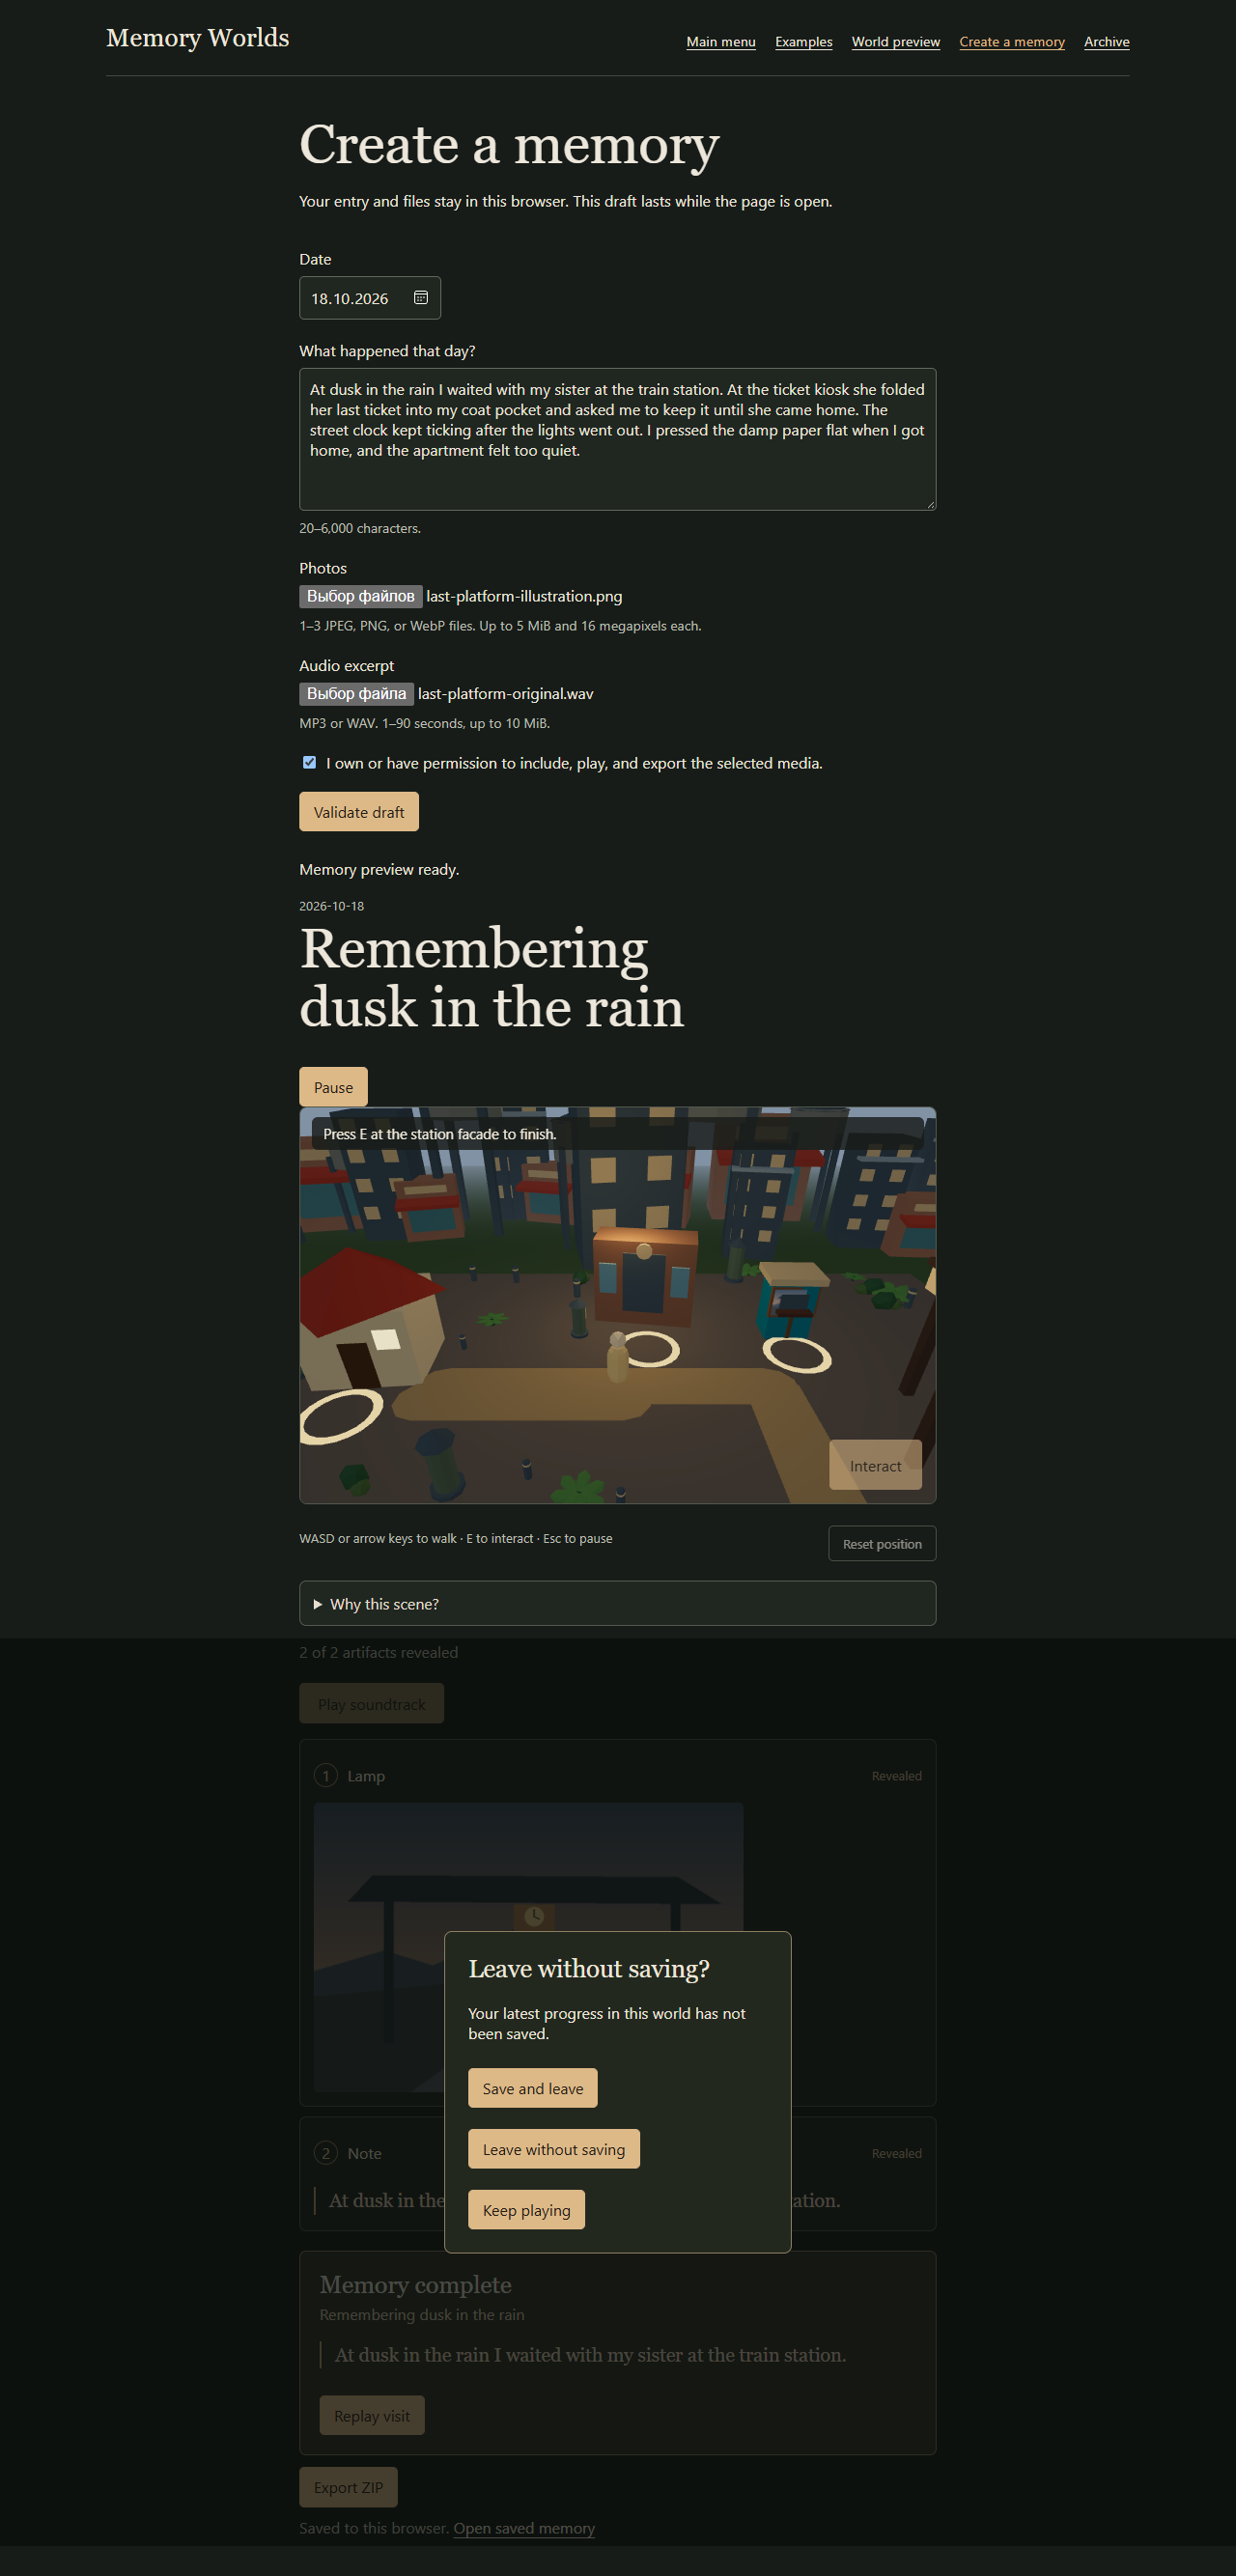 Memory Worlds
Main menu
Examples
World preview
Create a memory
Archive
Create a memory
Your entry and files stay in this browser. This draft lasts while the page is open.
Date
18.10.2026
What happened that day?
At dusk in the rain I waited with my sister at the train station. At the ticket kiosk she folded
her last ticket into my coat pocket and asked me to keep it until she came home. The
street clock kept ticking after the lights went out. I pressed the damp paper flat when I got
home, and the apartment felt too quiet.
20–6,000 characters.
Photos
Выбор файлов last-platform-illustration.png
1–3 JPEG, PNG, or WebP files. Up to 5 MiB and 16 megapixels each.
Audio excerpt
Выбор файла last-platform-original.wav
MP3 or WAV. 1–90 seconds, up to 10 MiB.
I own or have permission to include, play, and export the selected media.
Validate draft
Memory preview ready.
2026-10-18
Remembering
dusk in the rain
Pause
Press E at the station facade to finish.
Interact
WASD or arrow keys to walk · E to interact · Esc to pause
Reset position
Why this scene?
2 of 2 artifacts revealed
Play soundtrack
1 Lamp
Revealed
Leave without saving?
Your latest progress in this world has not
been saved.
Save and leave
Leave without saving
Keep playing
2 Note
Revealed
At dusk in the
ation.
Memory complete
Remembering dusk in the rain
At dusk in the rain I waited with my sister at the train station.
Replay visit
Export ZIP
Saved to this browser. Open saved memory